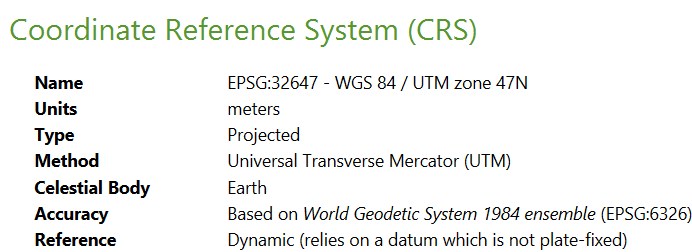 Coordinate Reference System (CRS)
Name EPSG:32647 - WGS 84 / UTM zone 47N
Units meters
Type Projected
Method Universal Transverse Mercator (UTM)
Celestial Body Earth
Accuracy Based on World Geodetic System 1984 ensemble (EPSG:6326)
Reference Dynamic (relies on a datum which is not plate-fixed)